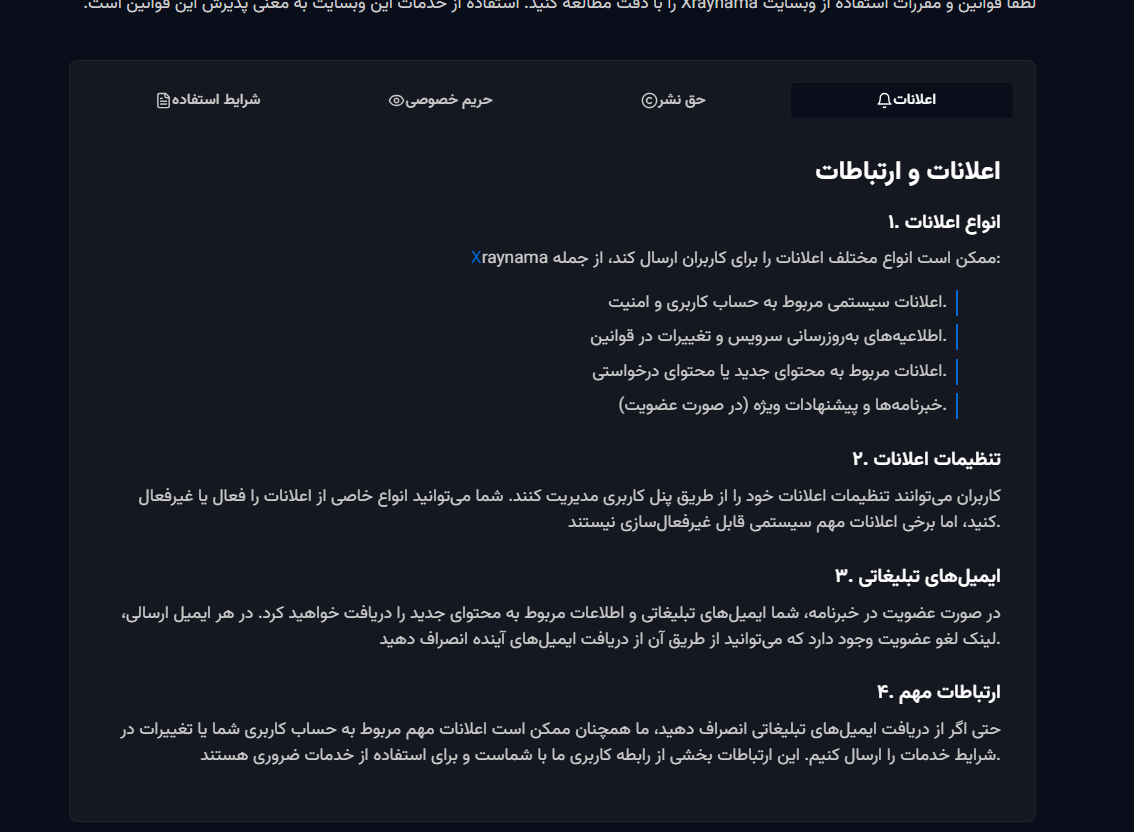 لطفا قوانین و مقررات استفاده از وبسایت Xraynama را با دقت مطالعه کنید. استفاده از خدمات این وبسایت به معنی پذیرش این قوانین است.
اعلانات
حق نشر
حریم خصوصی
شرایط استفاده
اعلانات و ارتباطات
انواع اعلانات .۱
:ممکن است انواع مختلف اعلانات را برای کاربران ارسال کند، از جمله Xraynama
.اعلانات سیستمی مربوط به حساب کاربری و امنیت
.اطلاعیه‌های به‌روزرسانی سرویس و تغییرات در قوانین
.اعلانات مربوط به محتوای جدید یا محتوای درخواستی
.خبرنامه‌ها و پیشنهادات ویژه (در صورت عضویت)
تنظیمات اعلانات .۲
کاربران می‌توانند تنظیمات اعلانات خود را از طریق پنل کاربری مدیریت کنند. شما می‌توانید انواع خاصی از اعلانات را فعال یا غیرفعال
.کنید، اما برخی اعلانات مهم سیستمی قابل غیرفعال‌سازی نیستند
ایمیل‌های تبلیغاتی .۳
در صورت عضویت در خبرنامه، شما ایمیل‌های تبلیغاتی و اطلاعات مربوط به محتوای جدید را دریافت خواهید کرد. در هر ایمیل ارسالی،
.لینک لغو عضویت وجود دارد که می‌توانید از طریق آن از دریافت ایمیل‌های آینده انصراف دهید
ارتباطات مهم .۴
حتی اگر از دریافت ایمیل‌های تبلیغاتی انصراف دهید، ما همچنان ممکن است اعلانات مهم مربوط به حساب کاربری شما یا تغییرات در
.شرایط خدمات را ارسال کنیم. این ارتباطات بخشی از رابطه کاربری ما با شماست و برای استفاده از خدمات ضروری هستند